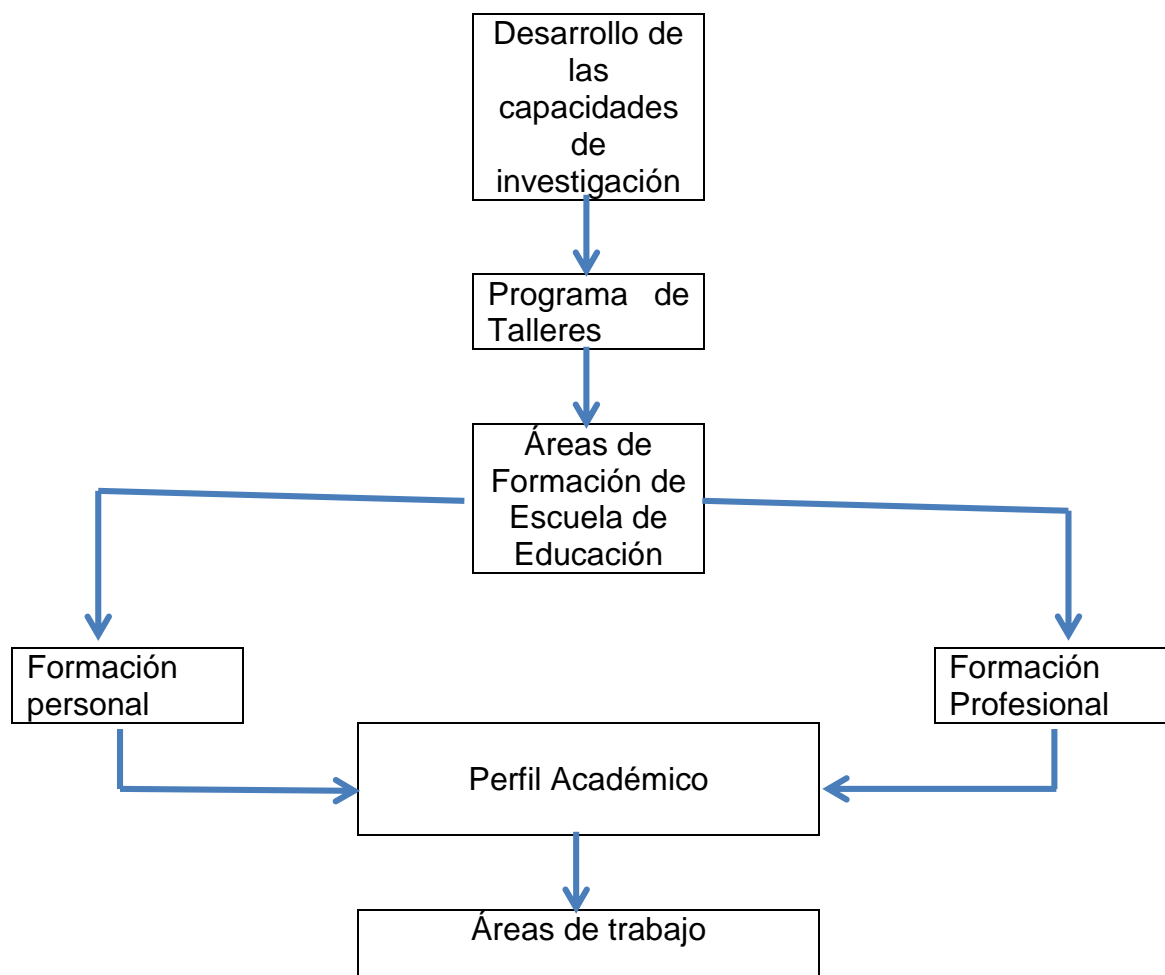 Desarrollo de
las
capacidades
de
investigación
Programa de
Talleres
Áreas de
Formación de
Escuela de
Educación
Formación
personal
Formación
Profesional
Perfil Académico
Áreas de trabajo